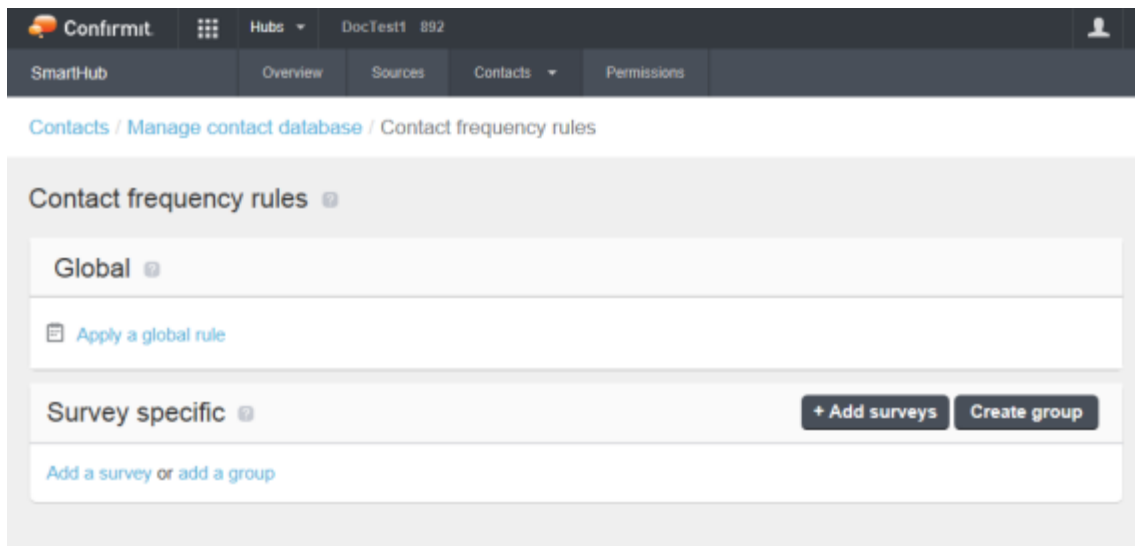 Confirmit Hubs DocTest1 892
SmartHub Overview Sources Contacts Permissions
Contacts / Manage contact database / Contact frequency rules
Contact frequency rules ?
Global ?
Apply a global rule
Survey specific ? + Add surveys Create group
Add a survey or add a group